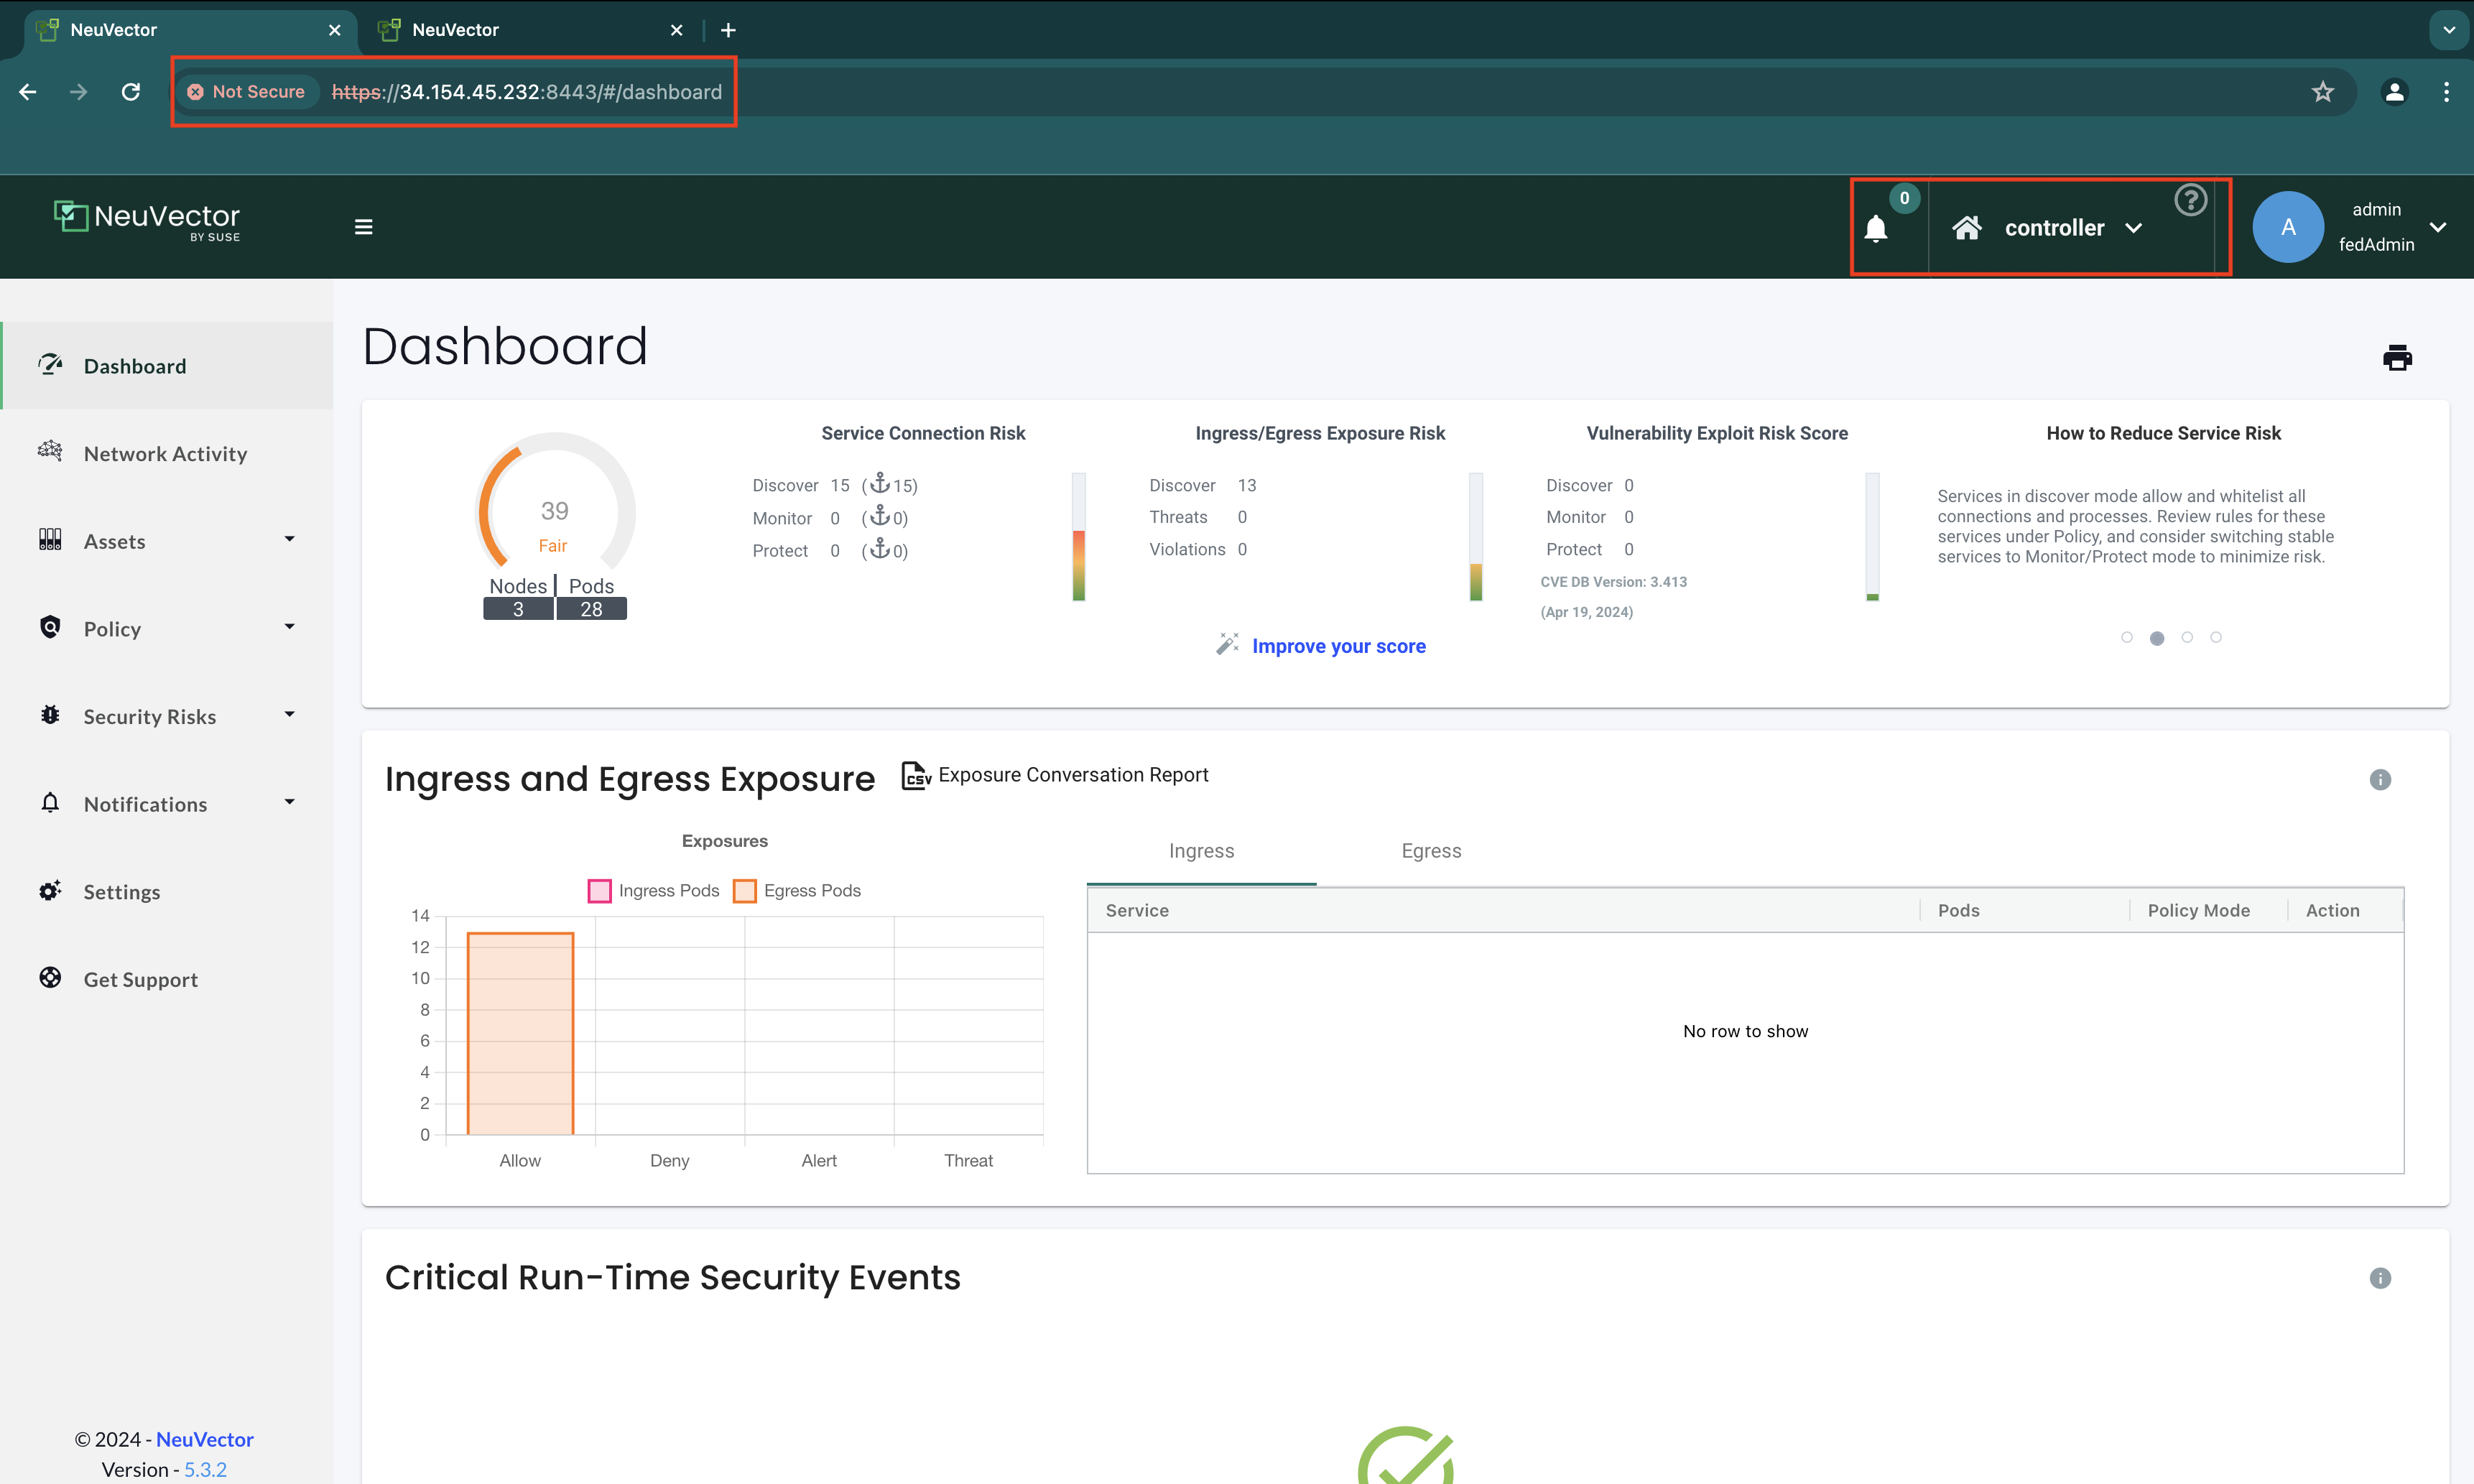 NeuVector
NeuVector
Not Secure https://34.154.45.232:8443/#/dashboard
NeuVector
BY SUSE
0
controller
?
A
admin
fedAdmin
Dashboard
Network Activity
Assets
Policy
Security Risks
Notifications
Settings
Get Support
© 2024 - NeuVector
Version - 5.3.2
Dashboard
39
Fair
Nodes Pods
3 28
Service Connection Risk
Discover 15 (15)
Monitor 0 (0)
Protect 0 (0)
Ingress/Egress Exposure Risk
Discover 13
Threats 0
Violations 0
Vulnerability Exploit Risk Score
Discover 0
Monitor 0
Protect 0
CVE DB Version: 3.413
(Apr 19, 2024)
How to Reduce Service Risk
Services in discover mode allow and whitelist all
connections and processes. Review rules for these
services under Policy, and consider switching stable
services to Monitor/Protect mode to minimize risk.
Improve your score
Ingress and Egress Exposure
CSV Exposure Conversation Report
Exposures
Ingress Pods Egress Pods
14
12
10
8
6
4
2
0
Allow Deny Alert Threat
Ingress Egress
Service Pods Policy Mode Action
No row to show
Critical Run-Time Security Events